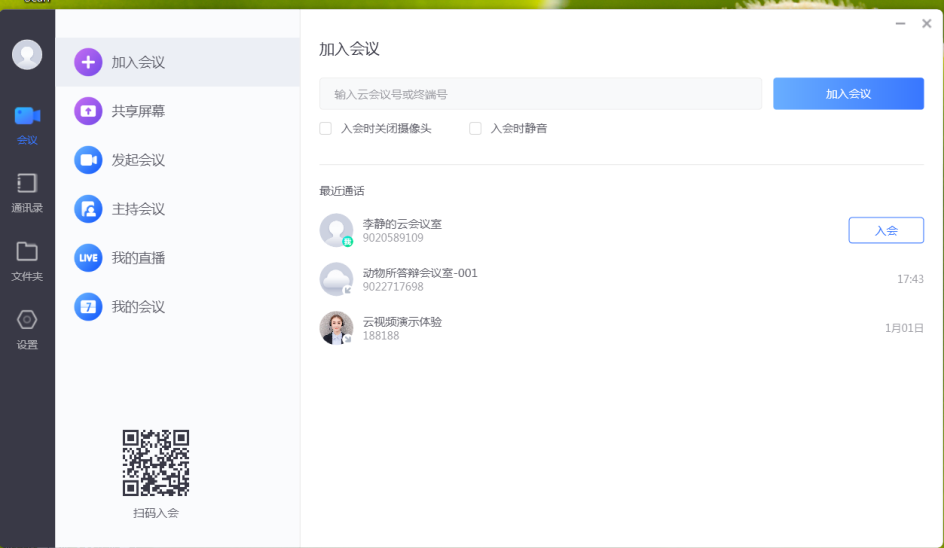 会议
通讯录
文件夹
设置
加入会议
共享屏幕
发起会议
主持会议
LIVE 我的直播
7 我的会议
扫码入会
加入会议
输入云会议号或终端号
加入会议
入会时关闭摄像头 入会时静音
最近通话
李静的云会议室
9020589109
我
入会
动物所答辩会议室-001
9022717698
17:43
云视频演示体验
188188
1月01日